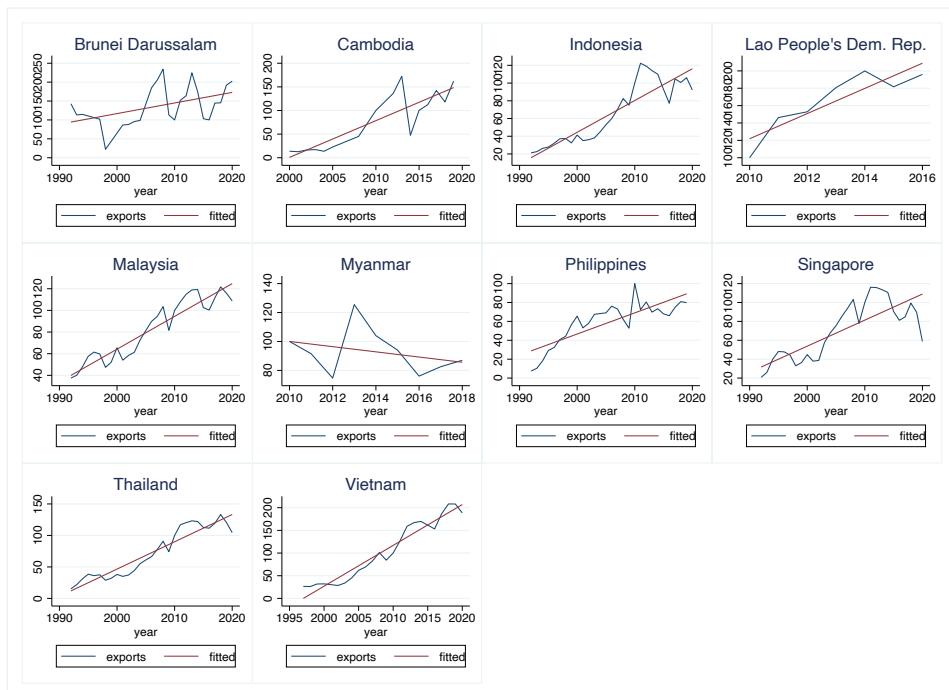 Brunei Darussalam
0 50 100 150 200 250
1990 2000 2010 2020
year
exports fitted
Cambodia
0 50 100 150 200
2000 2005 2010 2015 2020
year
exports fitted
Indonesia
20 40 60 80 100 120
1990 2000 2010 2020
year
exports fitted
Lao People's Dem. Rep.
100 120 140 160 180 200
2010 2012 2014 2016
year
exports fitted
Malaysia
40 60 80 100 120
1990 2000 2010 2020
year
exports fitted
Myanmar
80 100 120 140
2010 2012 2014 2016 2018
year
exports fitted
Philippines
0 20 40 60 80 100
1990 2000 2010 2020
year
exports fitted
Singapore
20 40 60 80 100 120
1990 2000 2010 2020
year
exports fitted
Thailand
0 50 100 150
1990 2000 2010 2020
year
exports fitted
Vietnam
0 50 100 150 200
1995 2000 2005 2010 2015 2020
year
exports fitted